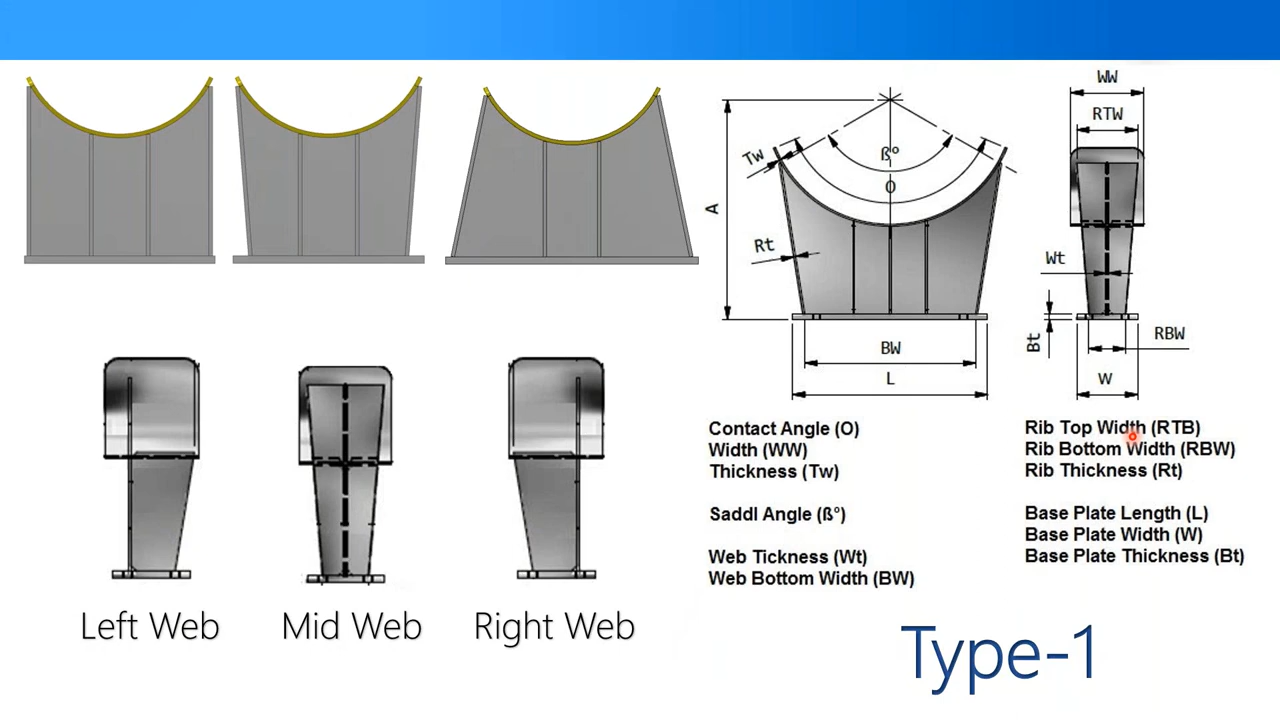 WW
RTW
Tw
ß°
O
A
Rt
Wt
BW
Bt
RBW
L
W
Contact Angle (O)
Width (WW)
Thickness (Tw)
Saddl Angle (ß°)
Web Tickness (Wt)
Web Bottom Width (BW)
Rib Top Width (RTB)
Rib Bottom Width (RBW)
Rib Thickness (Rt)
Base Plate Length (L)
Base Plate Width (W)
Base Plate Thickness (Bt)
Left Web
Mid Web
Right Web
Type-1